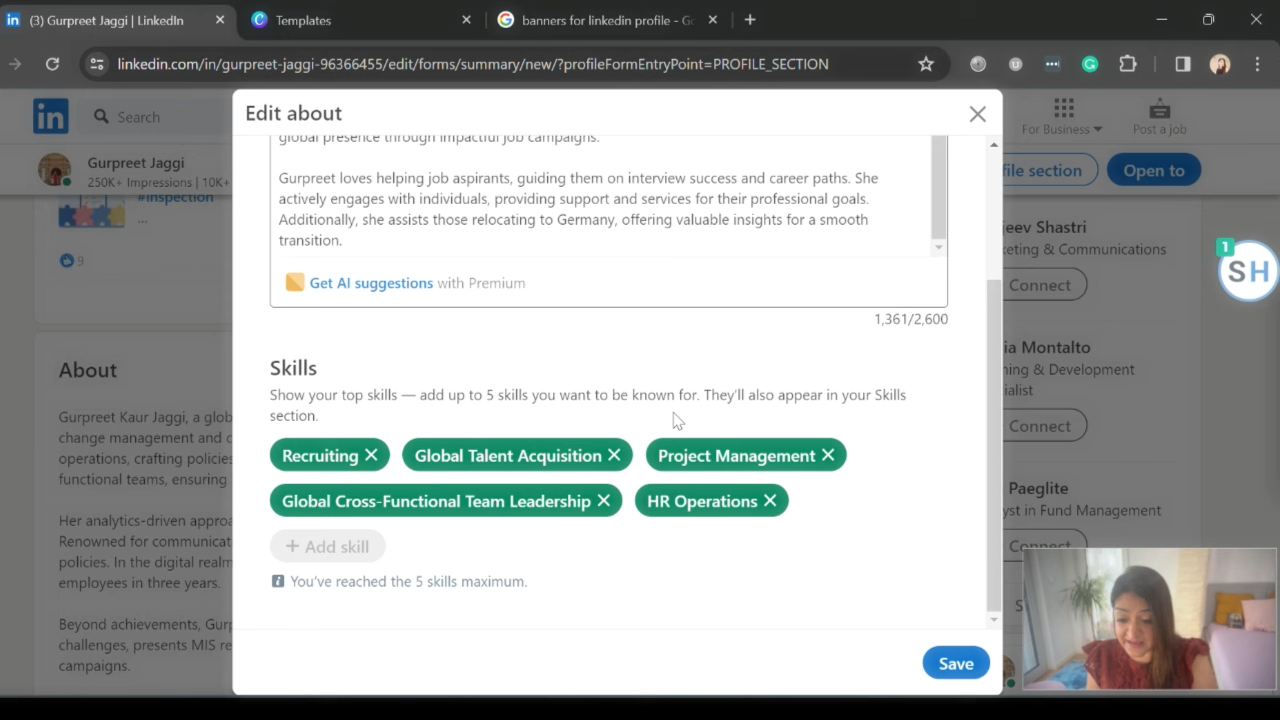 (3) Gurpreet Jaggi | LinkedIn
Templates
banners for linkedin profile - Go
linkedin.com/in/gurpreet-jaggi-96366455/edit/forms/summary/new/?profileFormEntryPoint=PROFILE_SECTION
in
Search
For Business
Post a job
Gurpreet Jaggi
250K+ Impressions | 10K+
file section
Open to
#inspection
...
9
Edit about
global presence through impactful job campaigns.
Gurpreet loves helping job aspirants, guiding them on interview success and career paths. She
actively engages with individuals, providing support and services for their professional goals.
Additionally, she assists those relocating to Germany, offering valuable insights for a smooth
transition.
Get AI suggestions with Premium
1,361/2,600
Skills
Show your top skills — add up to 5 skills you want to be known for. They'll also appear in your Skills
section.
Recruiting
Global Talent Acquisition
Project Management
Global Cross-Functional Team Leadership
HR Operations
+ Add skill
You've reached the 5 skills maximum.
Save
About
Gurpreet Kaur Jaggi, a glob
change management and c
operations, crafting policies
functional teams, ensuring
Her analytics-driven approa
Renowned for communicat
policies. In the digital realm
employees in three years.
Beyond achievements, Gurp
challenges, presents MIS re
campaigns.
eev Shastri
keting & Communications
Connect
ia Montalto
ning & Development
ialist
Connect
Paeglite
yst in Fund Management
Connect
1
SH